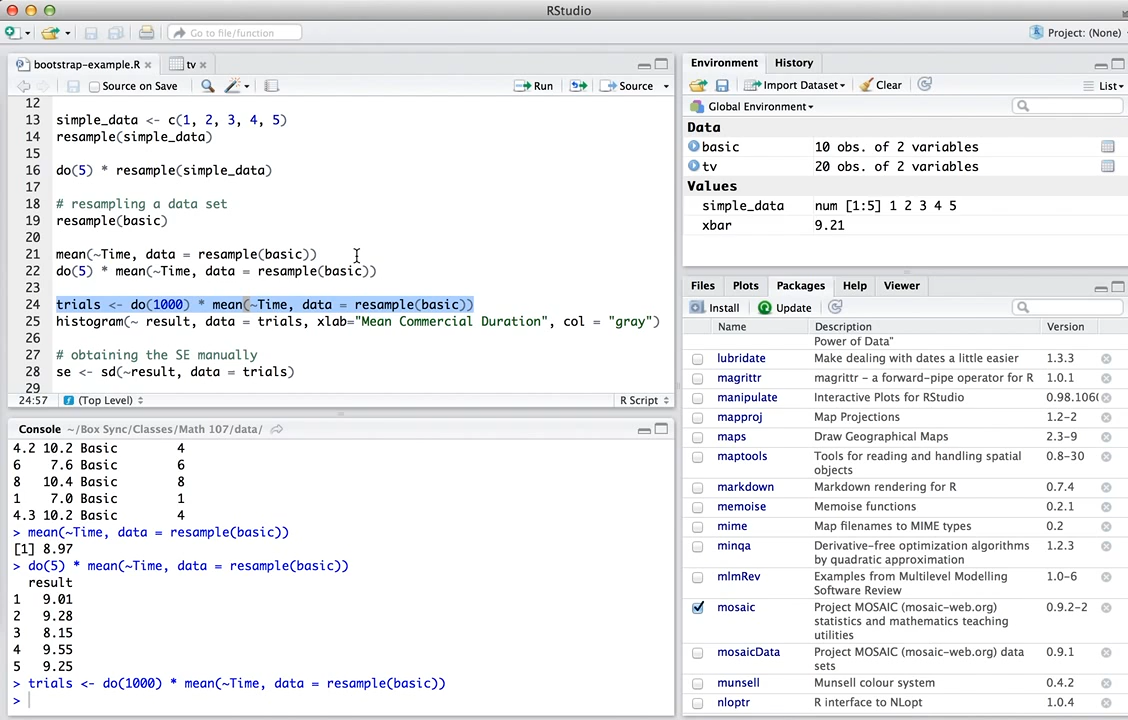 RStudio
Go to file/function
Project: (None)
bootstrap-example.R
tv
Source on Save
Run
Source
12
13 simple_data <- c(1, 2, 3, 4, 5)
14 resample(simple_data)
15
16 do(5) * resample(simple_data)
17
18 # resampling a data set
19 resample(basic)
20
21 mean(~Time, data = resample(basic))
22 do(5) * mean(~Time, data = resample(basic))
23
24 trials <- do(1000) * mean(~Time, data = resample(basic))
25 histogram(~ result, data = trials, xlab="Mean Commercial Duration", col = "gray")
26
27 # obtaining the SE manually
28 se <- sd(~result, data = trials)
29
24:57 (Top Level) R Script
Console ~/Box Sync/Classes/Math 107/data/
4.2 10.2 Basic 4
6 7.6 Basic 6
8 10.4 Basic 8
1 7.0 Basic 1
4.3 10.2 Basic 4
> mean(~Time, data = resample(basic))
[1] 8.97
> do(5) * mean(~Time, data = resample(basic))
result
1 9.01
2 9.28
3 8.15
4 9.55
5 9.25
> trials <- do(1000) * mean(~Time, data = resample(basic))
>
Environment History
Import Dataset Clear List
Global Environment
Data
basic 10 obs. of 2 variables
tv 20 obs. of 2 variables
Values
simple_data num [1:5] 1 2 3 4 5
xbar 9.21
Files Plots Packages Help Viewer
Install Update
Name Description Version
Power of Data"
lubridate Make dealing with dates a little easier 1.3.3
magrittr magrittr - a forward-pipe operator for R 1.0.1
manipulate Interactive Plots for RStudio 0.98.106
mapproj Map Projections 1.2-2
maps Draw Geographical Maps 2.3-9
maptools Tools for reading and handling spatial 0.8-30
objects
markdown Markdown rendering for R 0.7.4
memoise Memoise functions 0.2.1
mime Map filenames to MIME types 0.2
minqa Derivative-free optimization algorithms 1.2.3
by quadratic approximation
mlmRev Examples from Multilevel Modelling 1.0-6
Software Review
mosaic Project MOSAIC (mosaic-web.org) 0.9.2-2
statistics and mathematics teaching
utilities
mosaicData Project MOSAIC (mosaic-web.org) data 0.9.1
sets
munsell Munsell colour system 0.4.2
nloptr R interface to NLopt 1.0.4